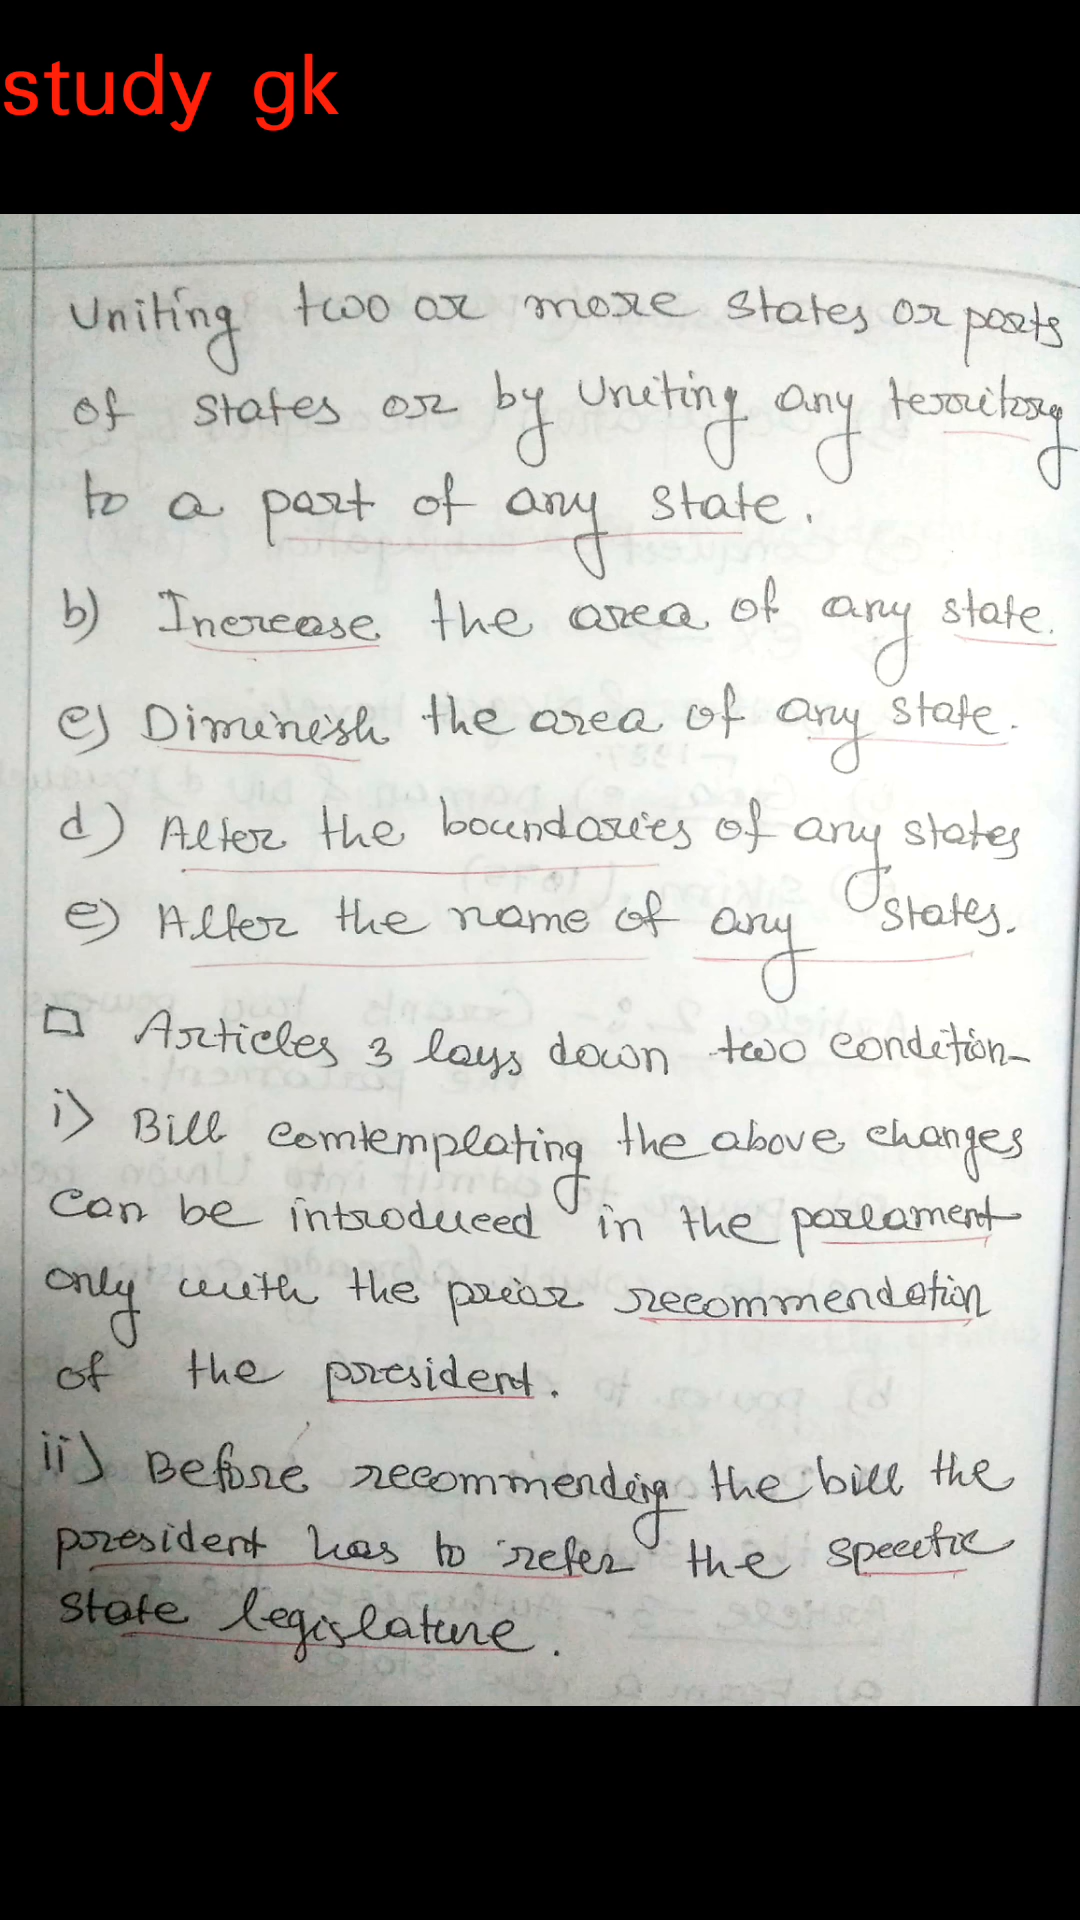 study gk
Uniting two or more states or parts
of states or by Uniting any territory
to a part of any state.
b) Increase the area of any state.
c) Diminish the area of any state.
d) Alter the boundaries of any states
e) Alter the name of any states.
□ Articles 3 lays down two condition-
i) Bill comtemplating the above changes
can be introduced in the parlament
only with the prior recommendation
of the president.
ii) Before recommending the bill the
president has to refer the specific
state legislature.